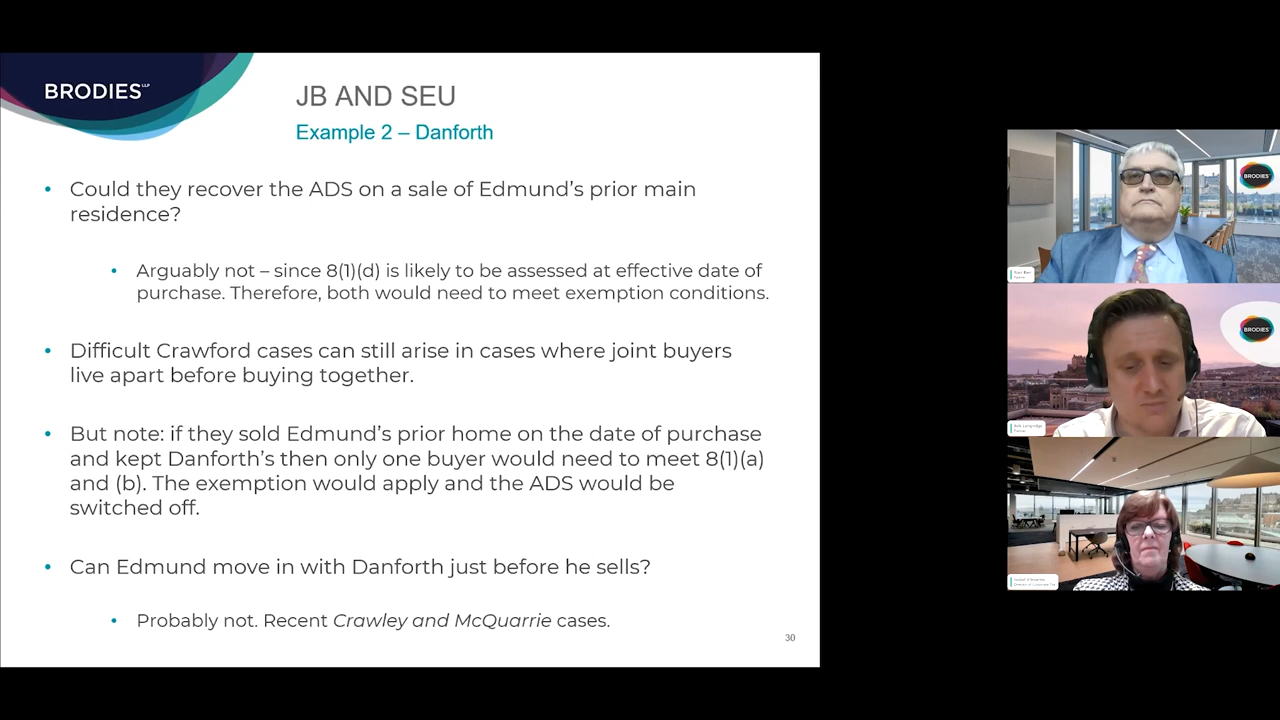 BRODIES LLP
JB AND SEU
Example 2 – Danforth
• Could they recover the ADS on a sale of Edmund's prior main
residence?
• Arguably not – since 8(1)(d) is likely to be assessed at effective date of
purchase. Therefore, both would need to meet exemption conditions.
• Difficult Crawford cases can still arise in cases where joint buyers
live apart before buying together.
• But note: if they sold Edmund's prior home on the date of purchase
and kept Danforth's then only one buyer would need to meet 8(1)(a)
and (b). The exemption would apply and the ADS would be
switched off.
• Can Edmund move in with Danforth just before he sells?
• Probably not. Recent Crawley and McQuarrie cases.
30
BRODIES
Partner
BRODIES
Partner
BRODIES